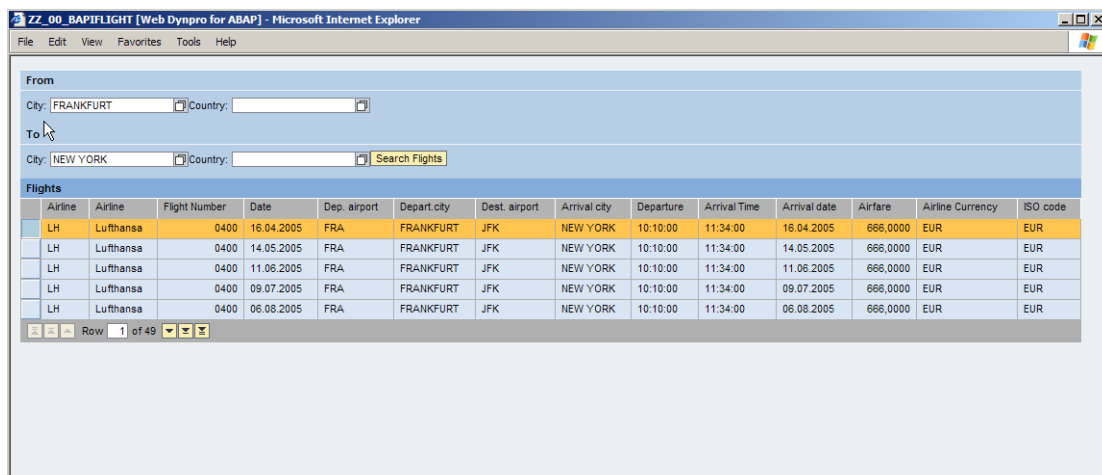 ZZ_00_BAPIFLIGHT [Web Dynpro for ABAP] - Microsoft Internet Explorer
File Edit View Favorites Tools Help
From
City: FRANKFURT Country:
To
City: NEW YORK Country: Search Flights
Flights
Airline Airline Flight Number Date Dep. airport Depart.city Dest. airport Arrival city Departure Arrival Time Arrival date Airfare Airline Currency ISO code
LH Lufthansa 0400 16.04.2005 FRA FRANKFURT JFK NEW YORK 10:10:00 11:34:00 16.04.2005 666,0000 EUR EUR
LH Lufthansa 0400 14.05.2005 FRA FRANKFURT JFK NEW YORK 10:10:00 11:34:00 14.05.2005 666,0000 EUR EUR
LH Lufthansa 0400 11.06.2005 FRA FRANKFURT JFK NEW YORK 10:10:00 11:34:00 11.06.2005 666,0000 EUR EUR
LH Lufthansa 0400 09.07.2005 FRA FRANKFURT JFK NEW YORK 10:10:00 11:34:00 09.07.2005 666,0000 EUR EUR
LH Lufthansa 0400 06.08.2005 FRA FRANKFURT JFK NEW YORK 10:10:00 11:34:00 06.08.2005 666,0000 EUR EUR
Row 1 of 49